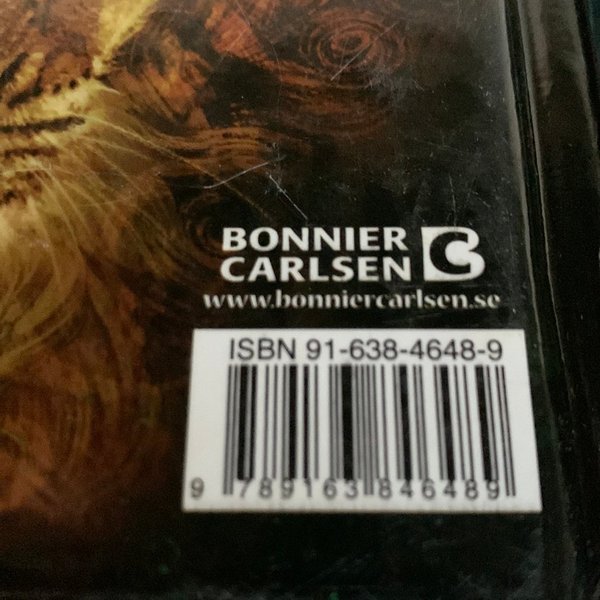 BONNIER
CARLSEN
www.bonniercarlsen.se
ISBN 91-638-4648-9
9 789163 846489